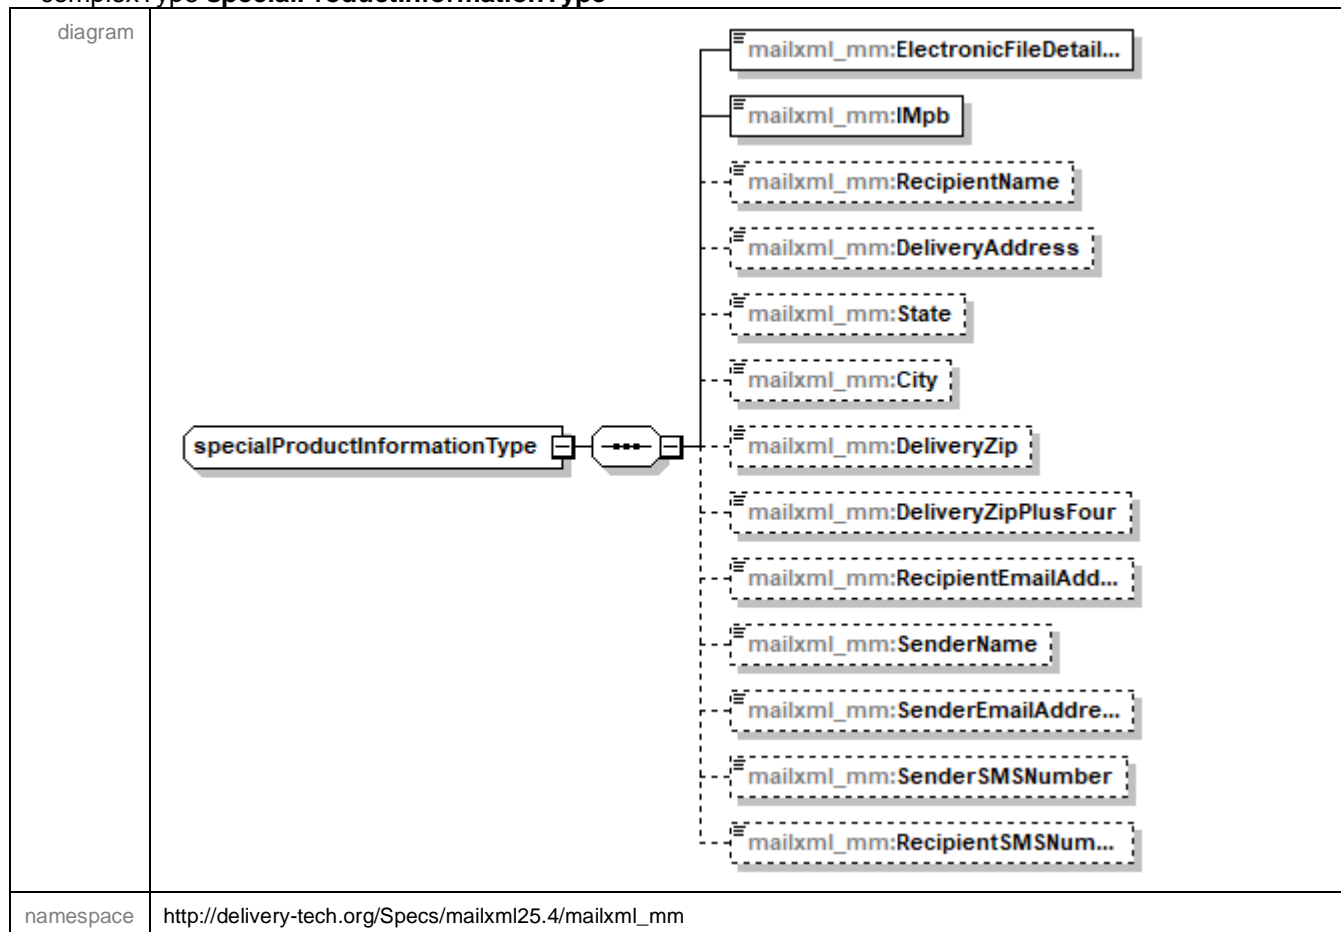 complexType specialProductInformationType
diagram
mailxml_mm:ElectronicFileDetail...
mailxml_mm:IMpb
mailxml_mm:RecipientName
mailxml_mm:DeliveryAddress
mailxml_mm:State
mailxml_mm:City
specialProductInformationType
mailxml_mm:DeliveryZip
mailxml_mm:DeliveryZipPlusFour
mailxml_mm:RecipientEmailAdd...
mailxml_mm:SenderName
mailxml_mm:SenderEmailAddre...
mailxml_mm:SenderSMSNumber
mailxml_mm:RecipientSMSNum...
namespace http://delivery-tech.org/Specs/mailxml25.4/mailxml_mm